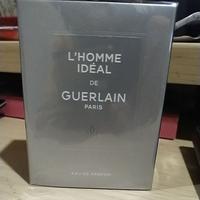 L'HOMME
IDÉAL
DE
GUERLAIN
PARIS
EAU DE PARFUM